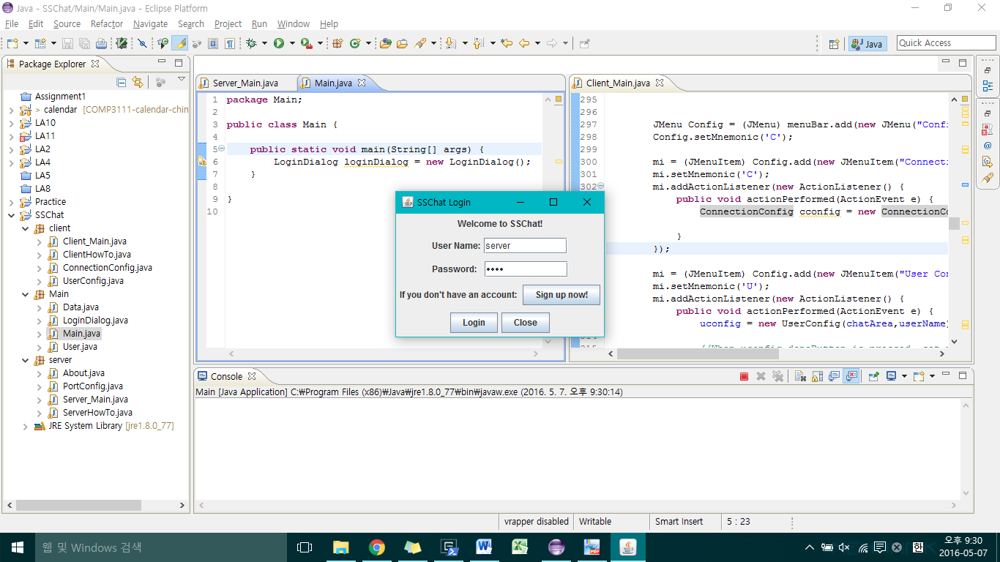 Java - SSChat/Main/Main.java - Eclipse Platform
File Edit Source Refactor Navigate Search Project Run Window Help
Java
Quick Access
Package Explorer
Assignment1
> calendar [COMP3111-calendar-chin
LA10
LA11
LA2
LA4
LA5
LA8
Practice
SSChat
client
Client_Main.java
ClientHowTo.java
ConnectionConfig.java
UserConfig.java
Main
Data.java
LoginDialog.java
Main.java
User.java
server
About.java
PortConfig.java
Server_Main.java
ServerHowTo.java
JRE System Library [jre1.8.0_77]
Server_Main.java
Main.java
1 package Main;
2
3 public class Main {
4
5 public static void main(String[] args) {
6 LoginDialog loginDialog = new LoginDialog();
7 }
8
9 }
10
Client_Main.java
295
296
297 JMenu Config = (JMenu) menuBar.add(new JMenu("Confi
298 Config.setMnemonic('C');
299
300 mi = (JMenuItem) Config.add(new JMenuItem("Connecti
301 mi.setMnemonic('C');
302 mi.addActionListener(new ActionListener() {
public void actionPerformed(ActionEvent e) {
ConnectionConfig cconfig = new ConnectionCo
}
});
mi = (JMenuItem) Config.add(new JMenuItem("User Con
mi.setMnemonic('U');
mi.addActionListener(new ActionListener() {
public void actionPerformed(ActionEvent e) {
uconfig = new UserConfig(chatArea,userName)
SSChat Login
Welcome to SSChat!
User Name: server
Password: ••••
If you don't have an account: Sign up now!
Login Close
Console
Main [Java Application] C:₩Program Files (x86)₩Java₩jre1.8.0_77₩bin₩javaw.exe (2016. 5. 7. 오후 9:30:14)
vrapper disabled
Writable
Smart Insert
5 : 23
웹 및 Windows 검색
한
오후 9:30
2016-05-07